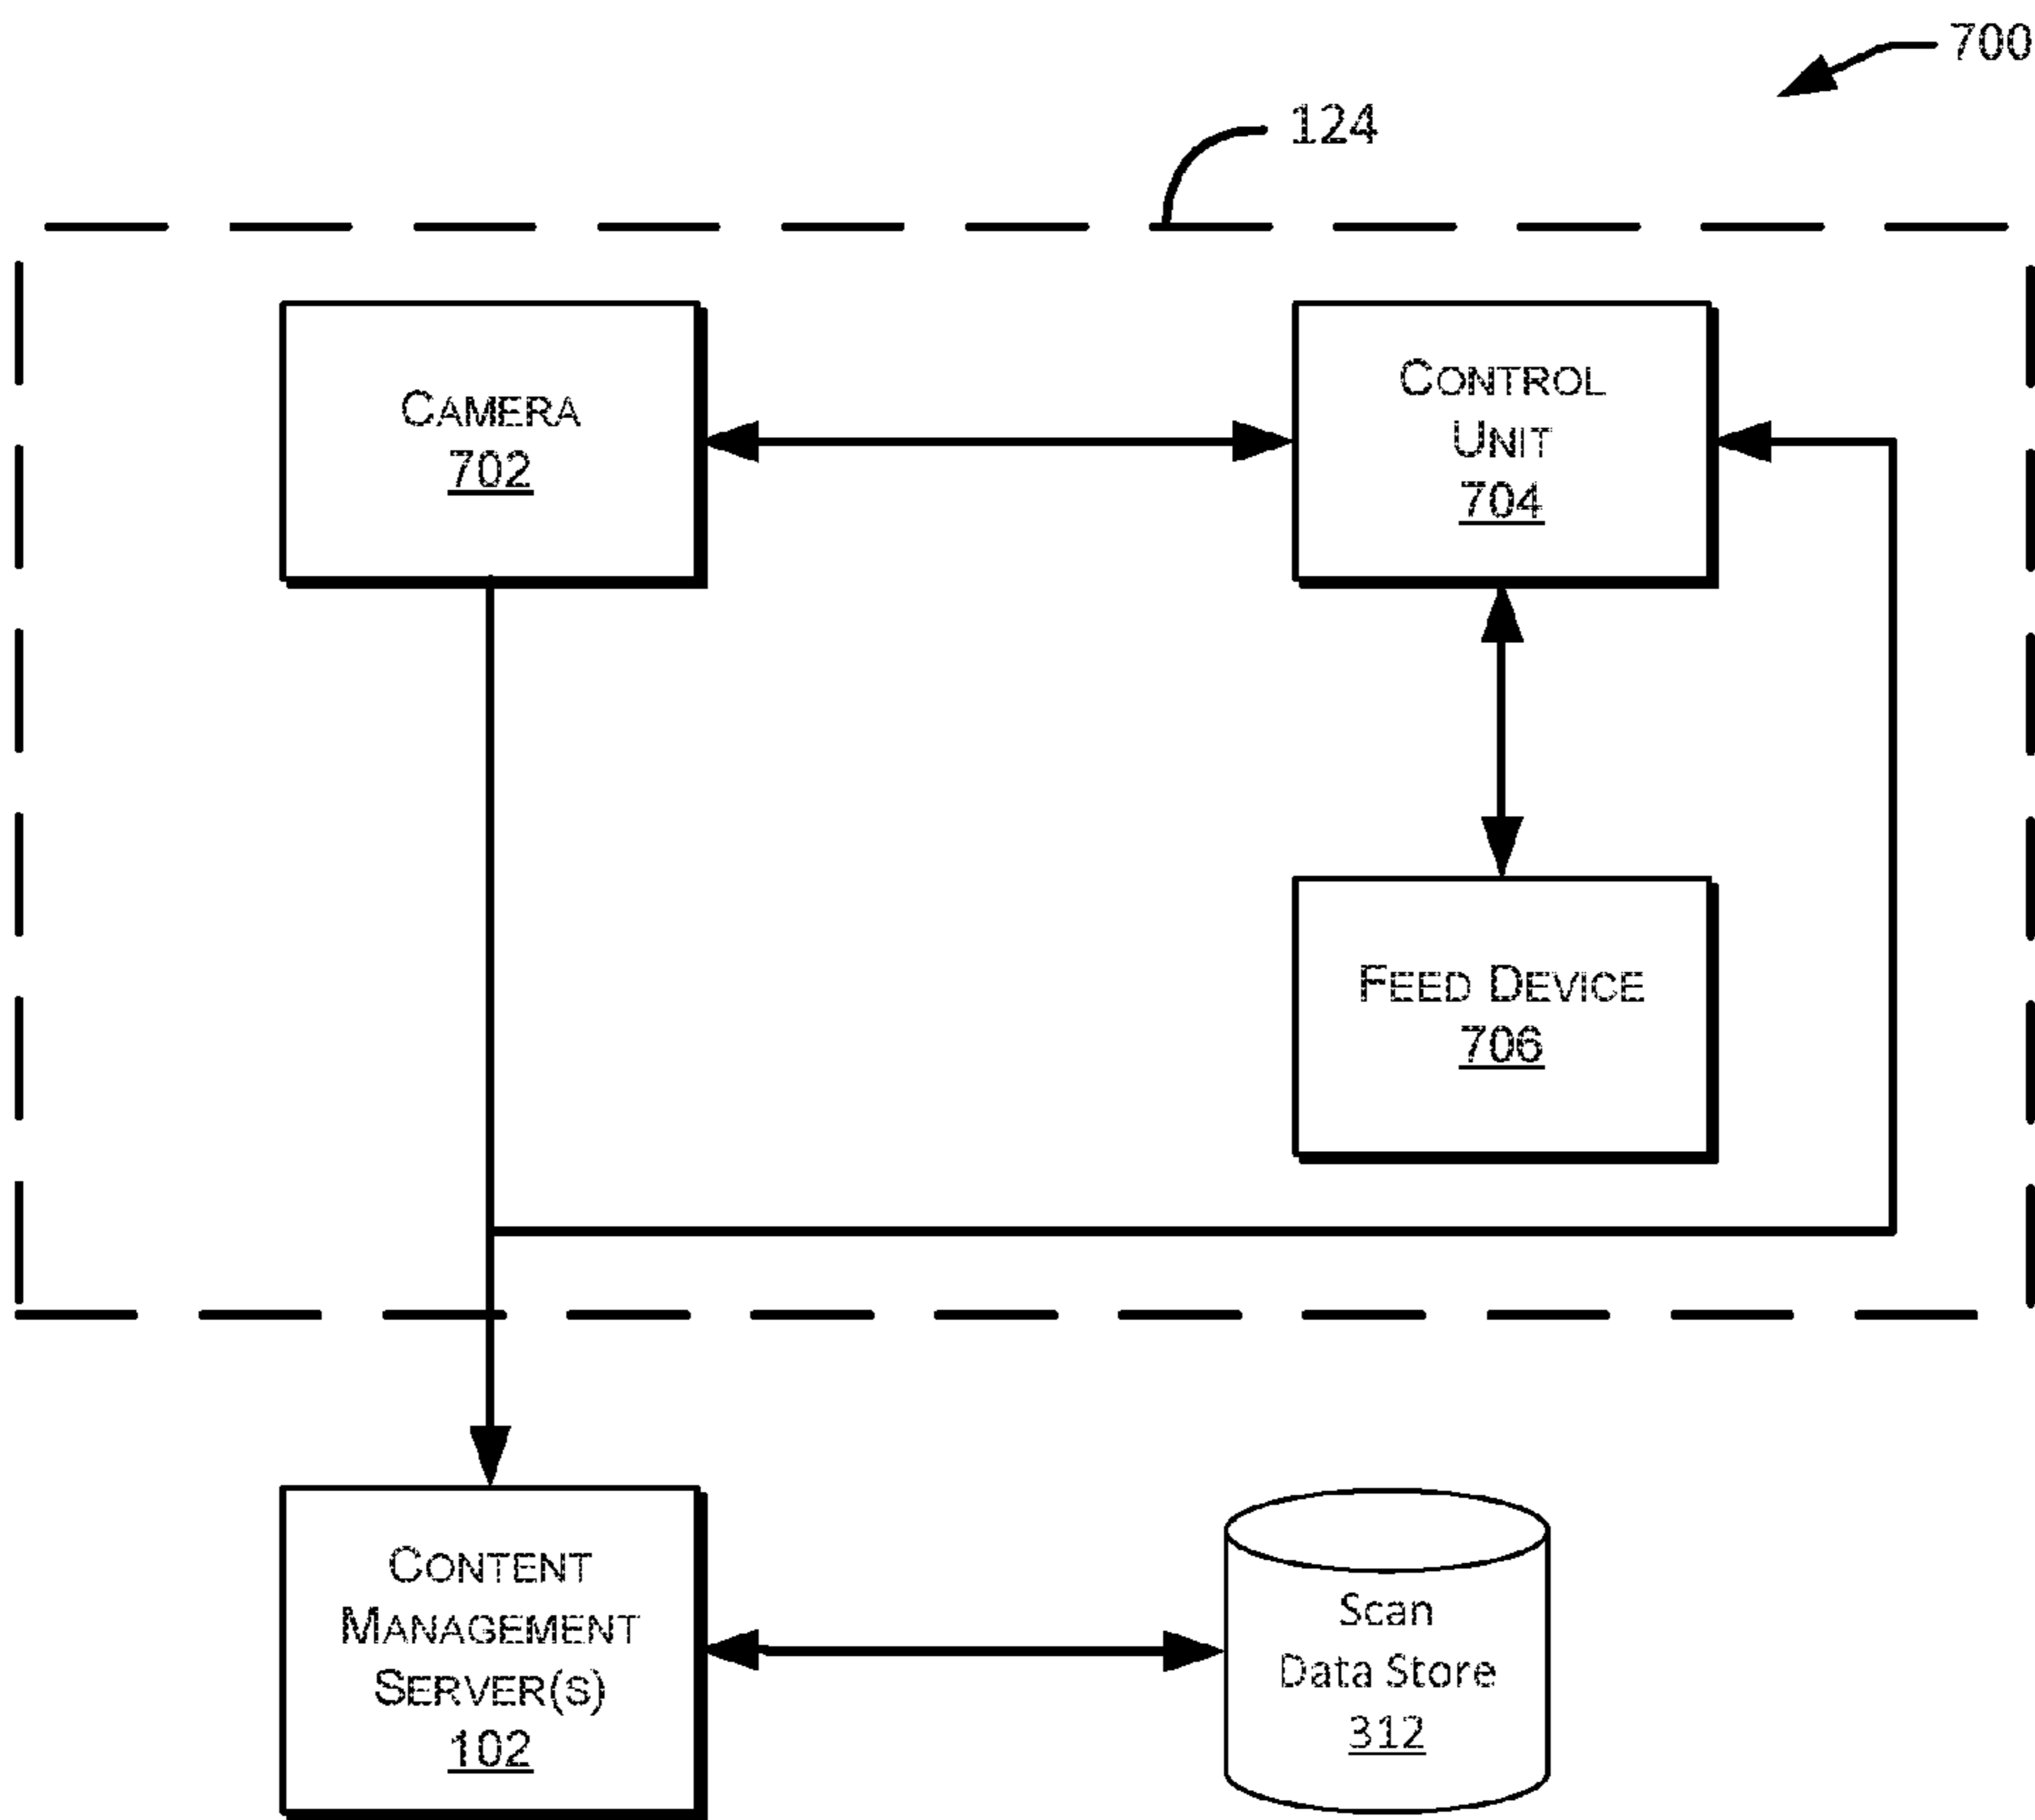 700
124
CAMERA
702
CONTROL
UNIT
704
FEED DEVICE
706
CONTENT
MANAGEMENT
SERVER(S)
102
Scan
Data Store
312